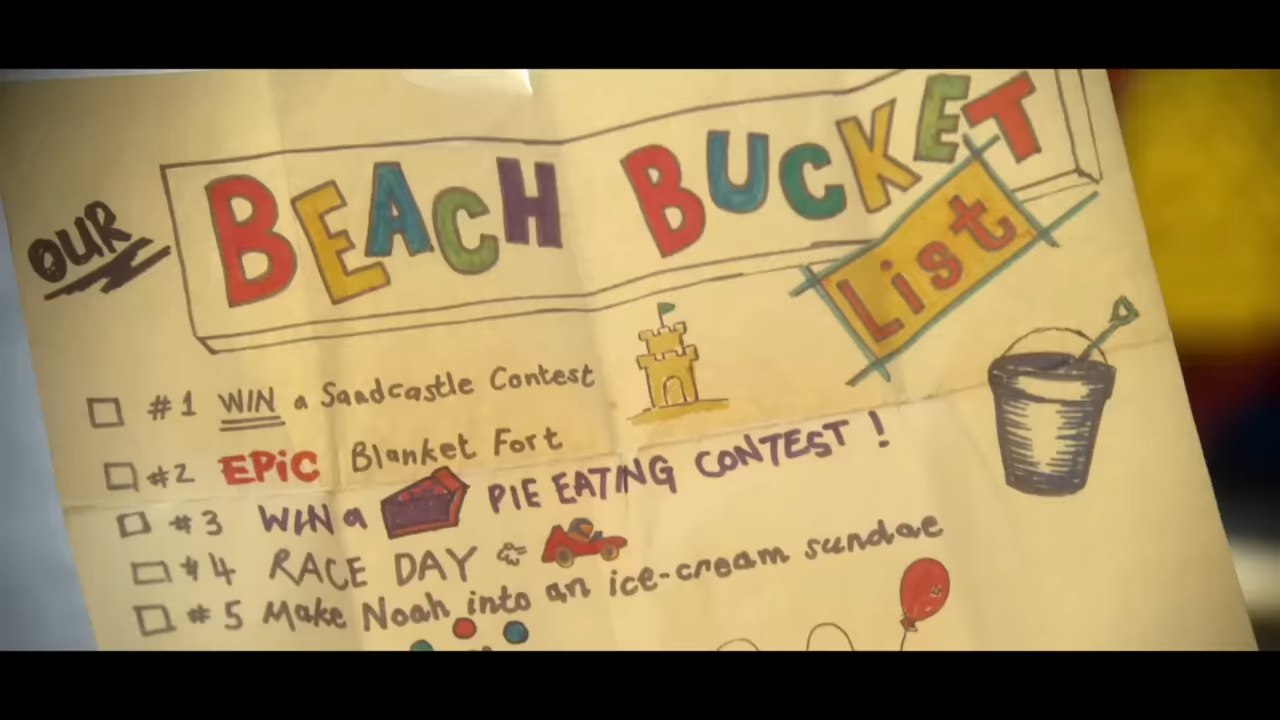 OUR BEACH BUCKET
List
#1 WIN a Sandcastle Contest
#2 EPiC Blanket Fort
#3 WIN a PIE EATING CONTEST!
#4 RACE DAY
#5 Make Noah into an ice-cream sundae